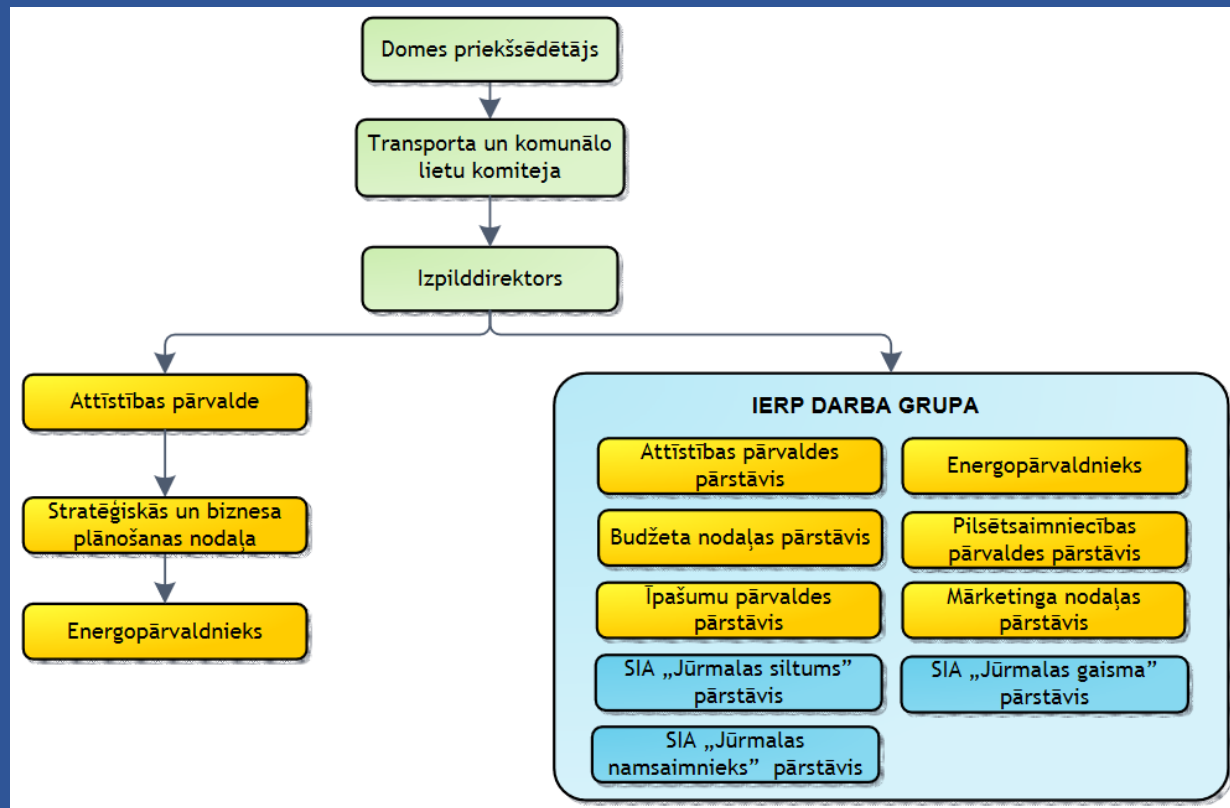 Domes priekšsēdētājs
Transporta un komunālo
lietu komiteja
Izpilddirektors
Attīstības pārvalde
Stratēģiskās un biznesa
plānošanas nodaļa
Energopārvaldnieks
IERP DARBA GRUPA
Attīstības pārvaldes
pārstāvis
Energopārvaldnieks
Budžeta nodaļas pārstāvis
Pilsētsaimniecības
pārvaldes pārstāvis
Īpašumu pārvaldes
pārstāvis
Mārketinga nodaļas
pārstāvis
SIA „Jūrmalas siltums”
pārstāvis
SIA „Jūrmalas gaisma”
pārstāvis
SIA „Jūrmalas
namsaimnieks” pārstāvis